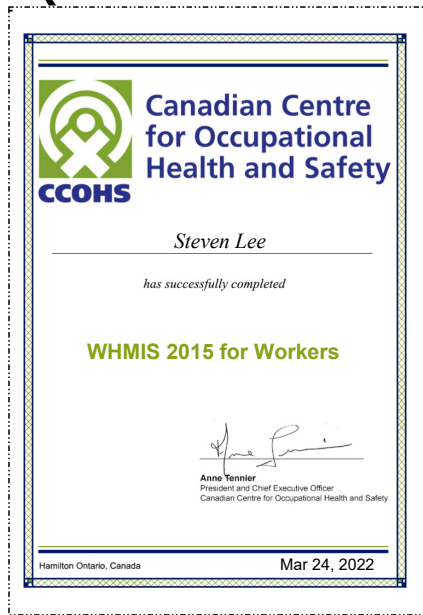 Canadian Centre
for Occupational
Health and Safety
CCOHS
Steven Lee
has successfully completed
WHMIS 2015 for Workers
Anne Tennier
President and Chief Executive Officer
Canadian Centre for Occupational Health and Safety
Hamilton Ontario, Canada
Mar 24, 2022